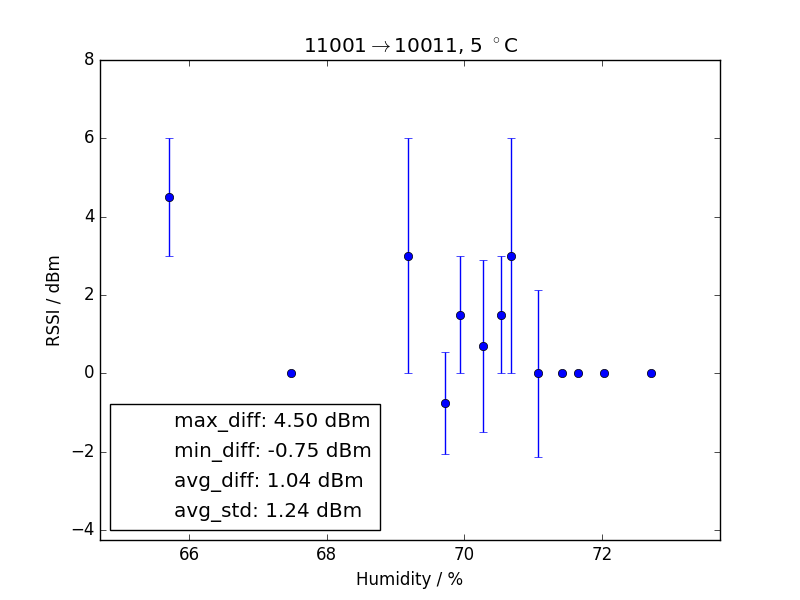 11001→10011, 5 °C
8
6
4
2
0
−2
−4
RSSI / dBm
max_diff: 4.50 dBm
min_diff: -0.75 dBm
avg_diff: 1.04 dBm
avg_std: 1.24 dBm
66 68 70 72
Humidity / %